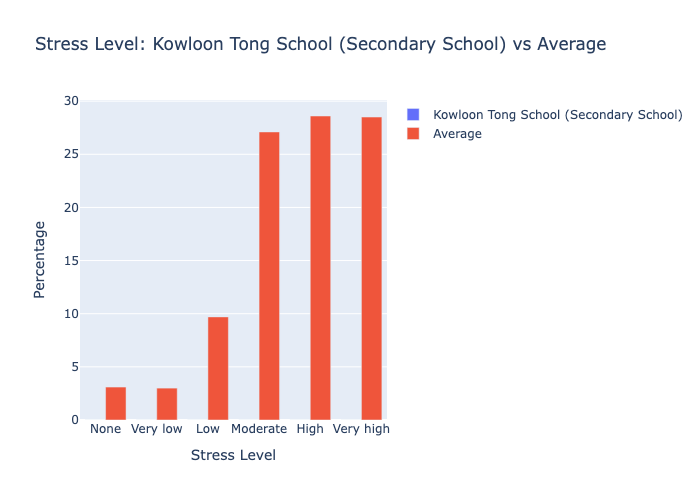 Stress Level: Kowloon Tong School (Secondary School) vs Average
Kowloon Tong School (Secondary School)
Average
Percentage
30
25
20
15
10
5
0
None Very low Low Moderate High Very high
Stress Level